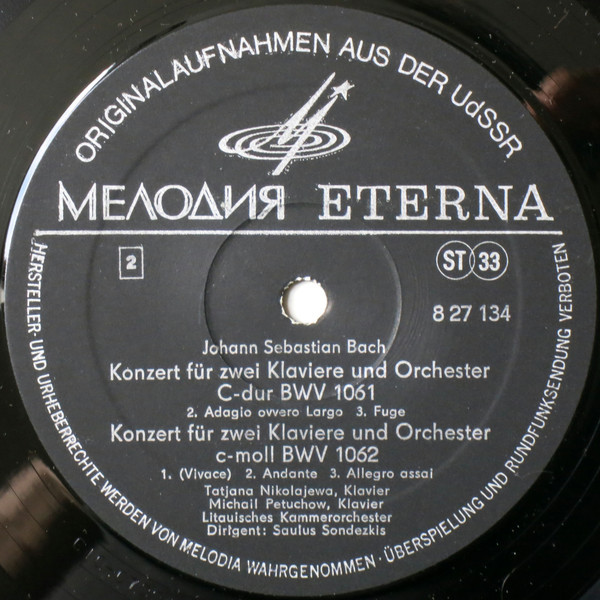 ORIGINALAUFNAHMEN AUS DER UdSSR
МЕЛОДИЯ ETERNA
2
ST 33
8 27 134
Johann Sebastian Bach
Konzert für zwei Klaviere und Orchester
C-dur BWV 1061
2. Adagio ovvero Largo 3. Fuge
Konzert für zwei Klaviere und Orchester
c-moll BWV 1062
1. (Vivace) 2. Andante 3. Allegro assai
Tatjana Nikolajewa, Klavier
Michail Petuchow, Klavier
Litauisches Kammerorchester
Dirigent: Saulus Sondezkis
HERSTELLER- UND URHEBERRECHTE WERDEN VON MELODIA WAHRGENOMMEN · ÜBERSPIELUNG UND RUNDFUNKSENDUNG VERBOTEN